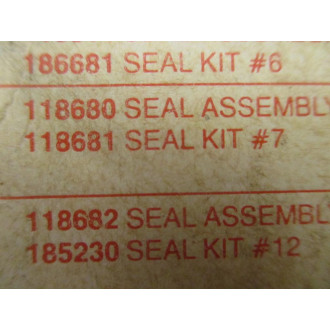 186681 SEAL KIT #6
118680 SEAL ASSEMBL
118681 SEAL KIT #7
118682 SEAL ASSEMBL
185230 SEAL KIT #12